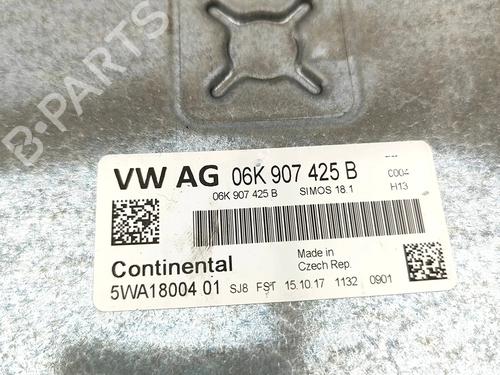 B-PARTS
VW AG 06K 907 425 B
C004
06K 907 425 B SIMOS 18.1 H13
Continental
Made in
Czech Rep.
5WA18004 01 SJ8 FST 15.10.17 1132 0901